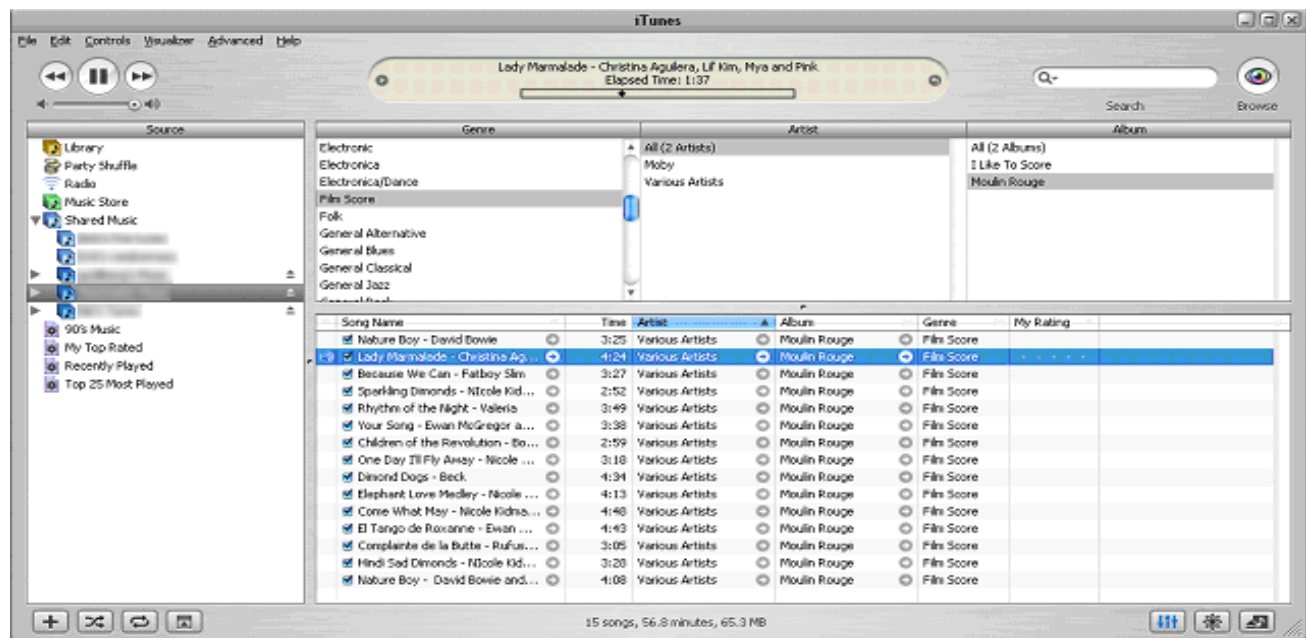 iTunes
File Edit Controls Visualizer Advanced Help
Lady Marmalade - Christina Aguilera, Lil' Kim, Mya and Pink
Elapsed Time: 1:37
Search
Browse
Source
Library
Party Shuffle
Radio
Music Store
Shared Music
90's Music
My Top Rated
Recently Played
Top 25 Most Played
Genre Artist Album
Electronic All (2 Artists) All (2 Albums)
Electronica Moby I Like To Score
Electronica/Dance Various Artists Moulin Rouge
Film Score
Folk
General Alternative
General Blues
General Classical
General Jazz
General Rock
Song Name Time Artist Album Genre My Rating
Nature Boy - David Bowie 3:25 Various Artists Moulin Rouge Film Score
Lady Marmalade - Christina Ag... 4:24 Various Artists Moulin Rouge Film Score
Because We Can - Fatboy Slim 3:27 Various Artists Moulin Rouge Film Score
Sparkling Dimonds - NIcole Kid... 2:52 Various Artists Moulin Rouge Film Score
Rhythm of the Night - Valeria 3:49 Various Artists Moulin Rouge Film Score
Your Song - Ewan McGregor a... 3:38 Various Artists Moulin Rouge Film Score
Children of the Revolution - Bo... 2:59 Various Artists Moulin Rouge Film Score
One Day I'll Fly Away - Nicole ... 3:18 Various Artists Moulin Rouge Film Score
Dimond Dogs - Beck 4:34 Various Artists Moulin Rouge Film Score
Elephant Love Medley - Nicole ... 4:13 Various Artists Moulin Rouge Film Score
Come What May - Nicole Kidma... 4:48 Various Artists Moulin Rouge Film Score
El Tango de Roxanne - Ewan ... 4:43 Various Artists Moulin Rouge Film Score
Complainte de la Butte - Rufus... 3:05 Various Artists Moulin Rouge Film Score
Hindi Sad Dimonds - NIcole Kid... 3:28 Various Artists Moulin Rouge Film Score
Nature Boy - David Bowie and... 4:08 Various Artists Moulin Rouge Film Score
15 songs, 56.8 minutes, 65.3 MB